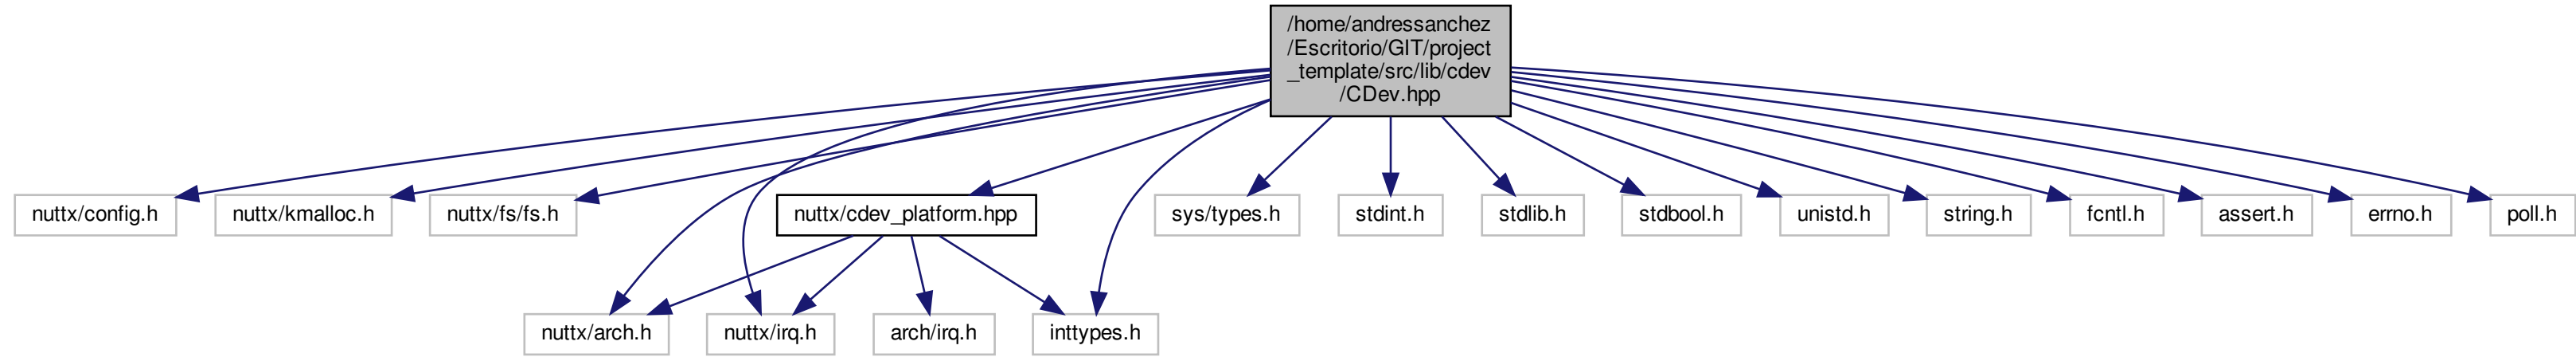 /home/andressanchez
/Escritorio/GIT/project
_template/src/lib/cdev
/CDev.hpp
nuttx/config.h
nuttx/kmalloc.h
nuttx/fs/fs.h
nuttx/cdev_platform.hpp
sys/types.h
stdint.h
stdlib.h
stdbool.h
unistd.h
string.h
fcntl.h
assert.h
errno.h
poll.h
nuttx/arch.h
nuttx/irq.h
arch/irq.h
inttypes.h